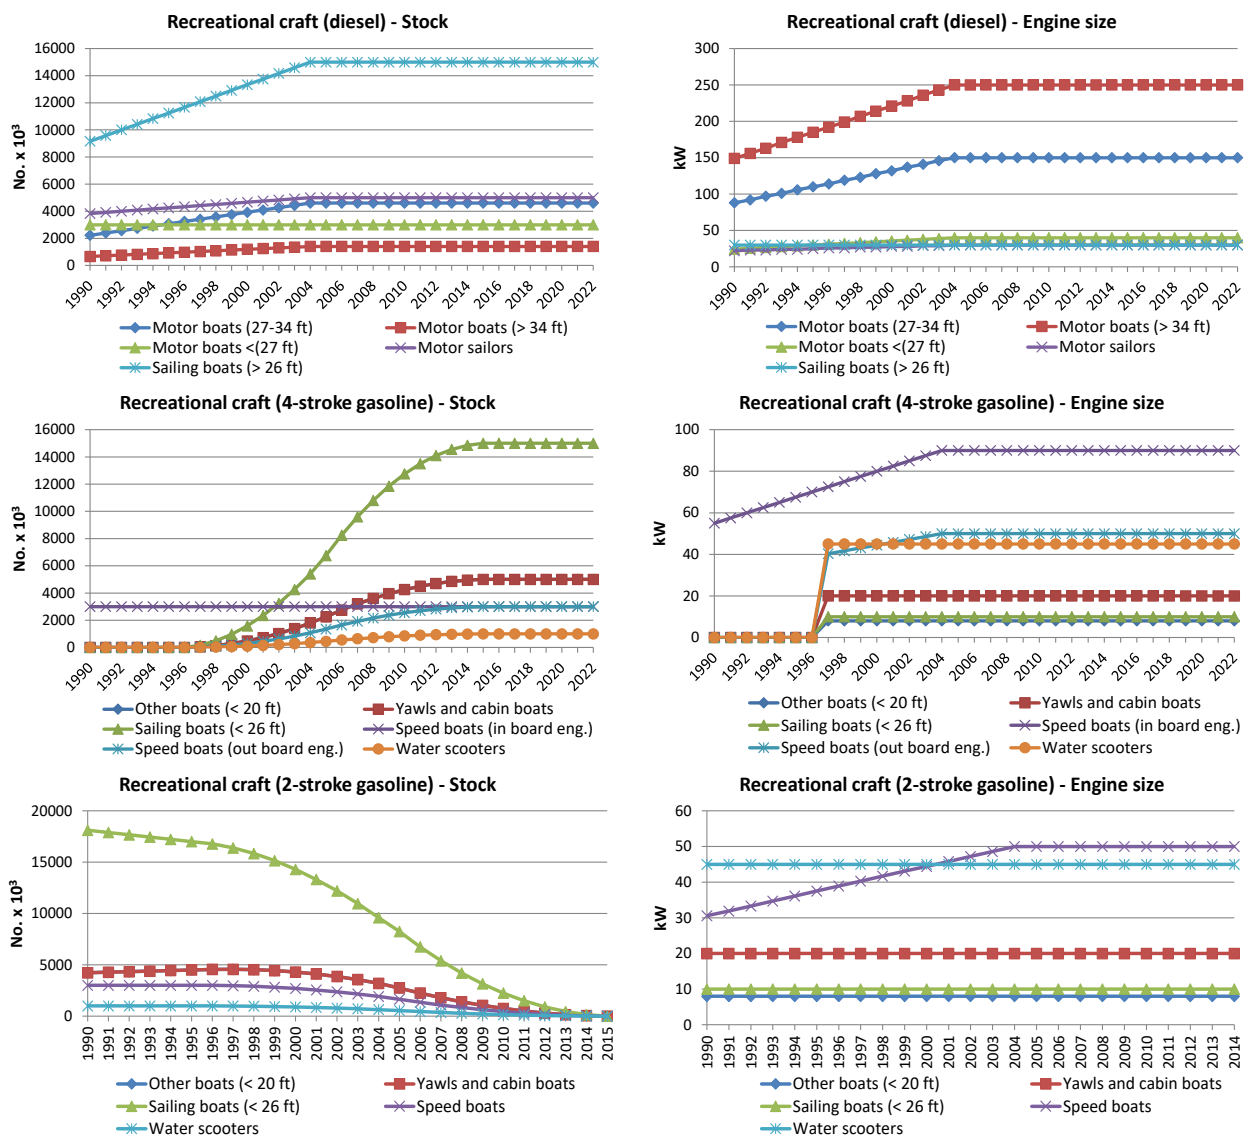 Recreational craft (diesel) - Stock
No. x 10³
16000
14000
12000
10000
8000
6000
4000
2000
0
1990 1992 1994 1996 1998 2000 2002 2004 2006 2008 2010 2012 2014 2016 2018 2020 2022
Motor boats (27-34 ft) Motor boats (> 34 ft)
Motor boats <(27 ft) Motor sailors
Sailing boats (> 26 ft)
Recreational craft (diesel) - Engine size
kW
300
250
200
150
100
50
0
1990 1992 1994 1996 1998 2000 2002 2004 2006 2008 2010 2012 2014 2016 2018 2020 2022
Motor boats (27-34 ft) Motor boats (> 34 ft)
Motor boats <(27 ft) Motor sailors
Sailing boats (> 26 ft)
Recreational craft (4-stroke gasoline) - Stock
No. x 10³
16000
14000
12000
10000
8000
6000
4000
2000
0
1990 1992 1994 1996 1998 2000 2002 2004 2006 2008 2010 2012 2014 2016 2018 2020 2022
Other boats (< 20 ft) Yawls and cabin boats
Sailing boats (< 26 ft) Speed boats (in board eng.)
Speed boats (out board eng.) Water scooters
Recreational craft (4-stroke gasoline) - Engine size
kW
100
80
60
40
20
0
1990 1992 1994 1996 1998 2000 2002 2004 2006 2008 2010 2012 2014 2016 2018 2020 2022
Other boats (< 20 ft) Yawls and cabin boats
Sailing boats (< 26 ft) Speed boats (in board eng.)
Speed boats (out board eng.) Water scooters
Recreational craft (2-stroke gasoline) - Stock
No. x 10³
20000
15000
10000
5000
0
1990 1991 1992 1993 1994 1995 1996 1997 1998 1999 2000 2001 2002 2003 2004 2005 2006 2007 2008 2009 2010 2011 2012 2013 2014 2015
Other boats (< 20 ft) Yawls and cabin boats
Sailing boats (< 26 ft) Speed boats
Water scooters
Recreational craft (2-stroke gasoline) - Engine size
kW
60
50
40
30
20
10
0
1990 1991 1992 1993 1994 1995 1996 1997 1998 1999 2000 2001 2002 2003 2004 2005 2006 2007 2008 2009 2010 2011 2012 2013 2014
Other boats (< 20 ft) Yawls and cabin boats
Sailing boats (< 26 ft) Speed boats
Water scooters